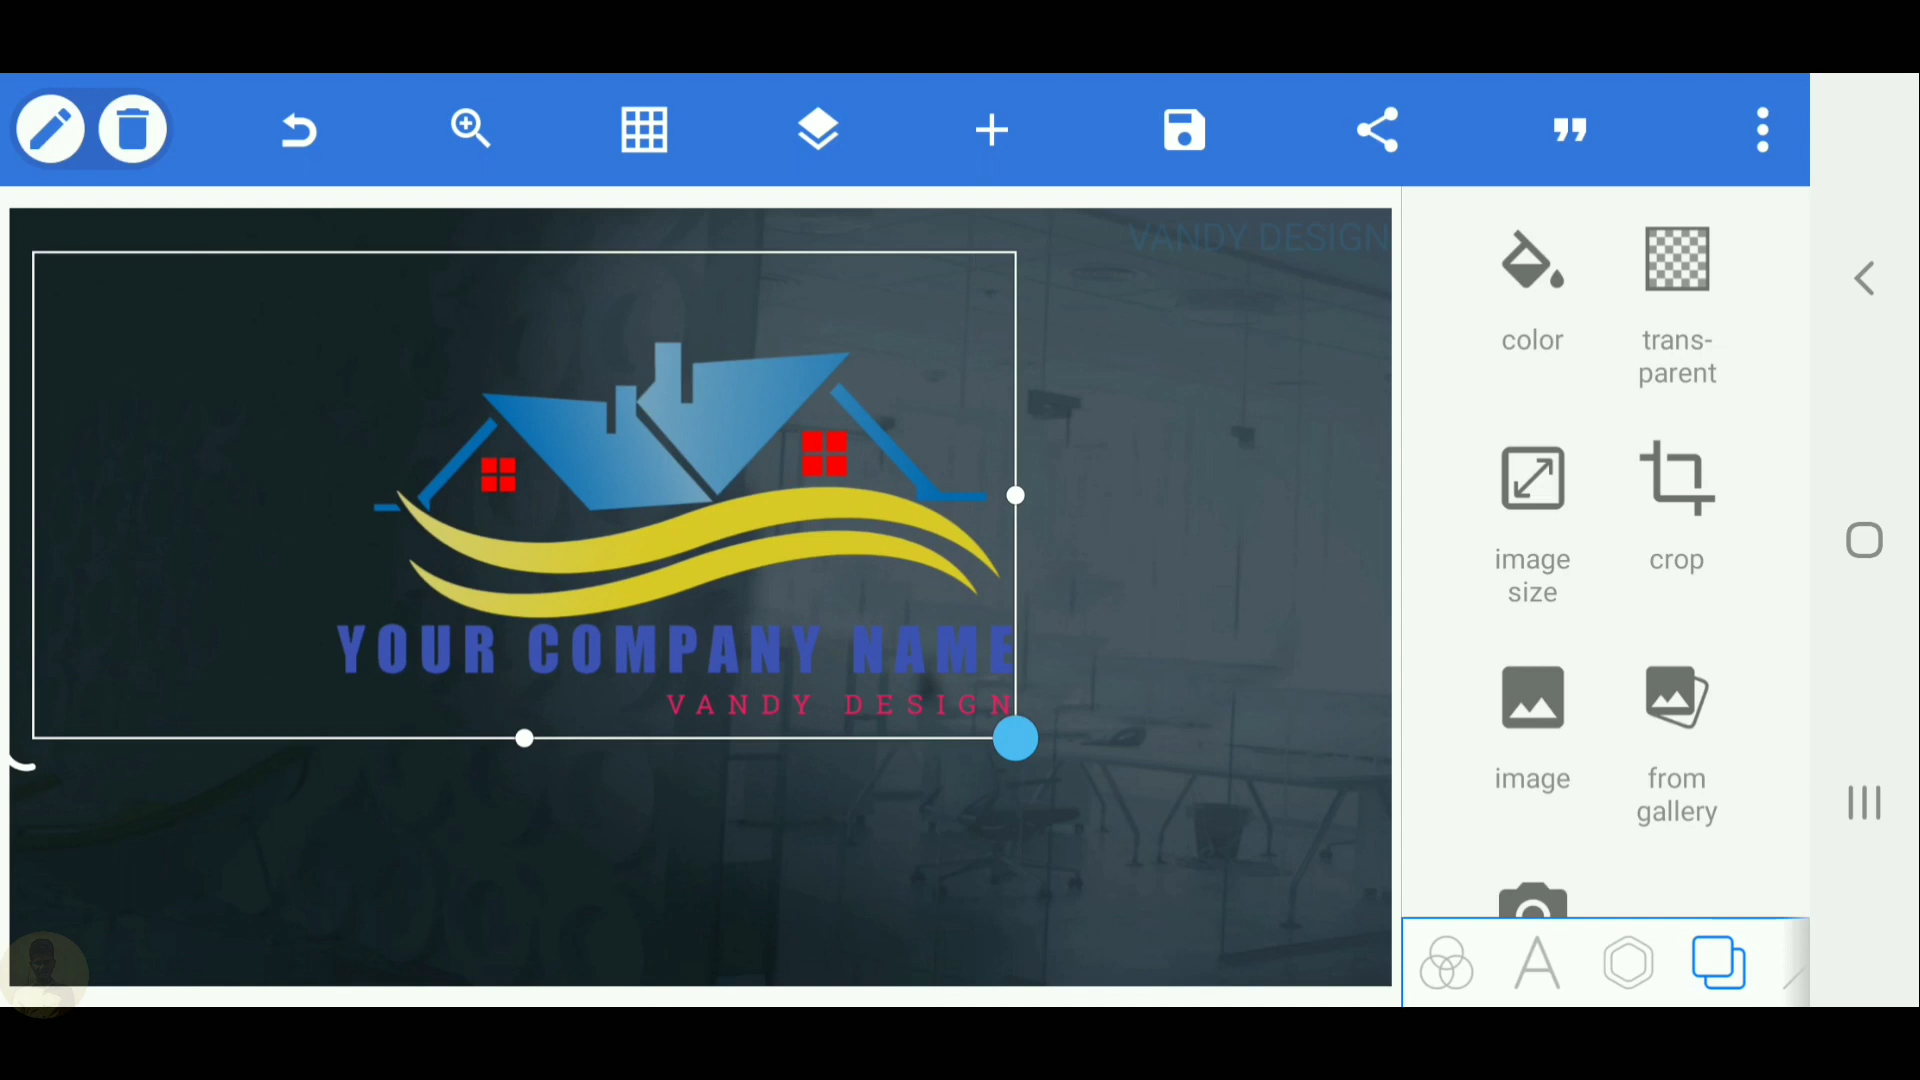 VANDY DESIGN
YOUR COMPANY NAME
VANDY DESIGN
color
trans-
parent
image
size
crop
image
from
gallery